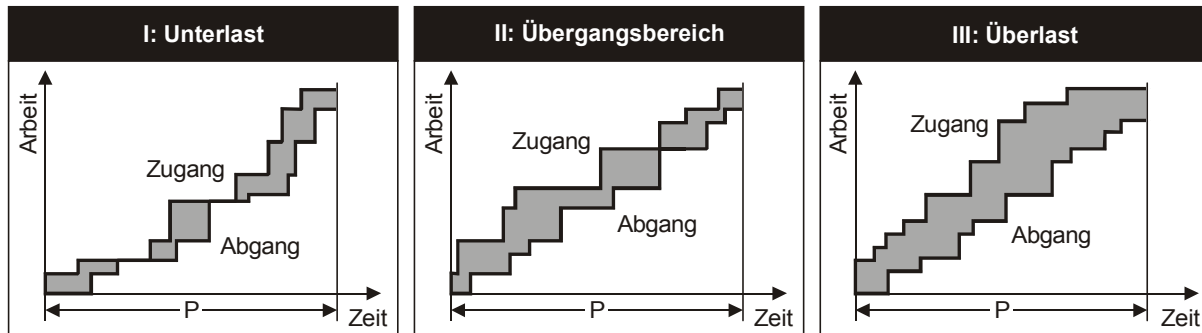 I: Unterlast
Arbeit
Zugang
Abgang
P
Zeit
II: Übergangsbereich
Arbeit
Zugang
Abgang
P
Zeit
III: Überlast
Arbeit
Zugang
Abgang
P
Zeit